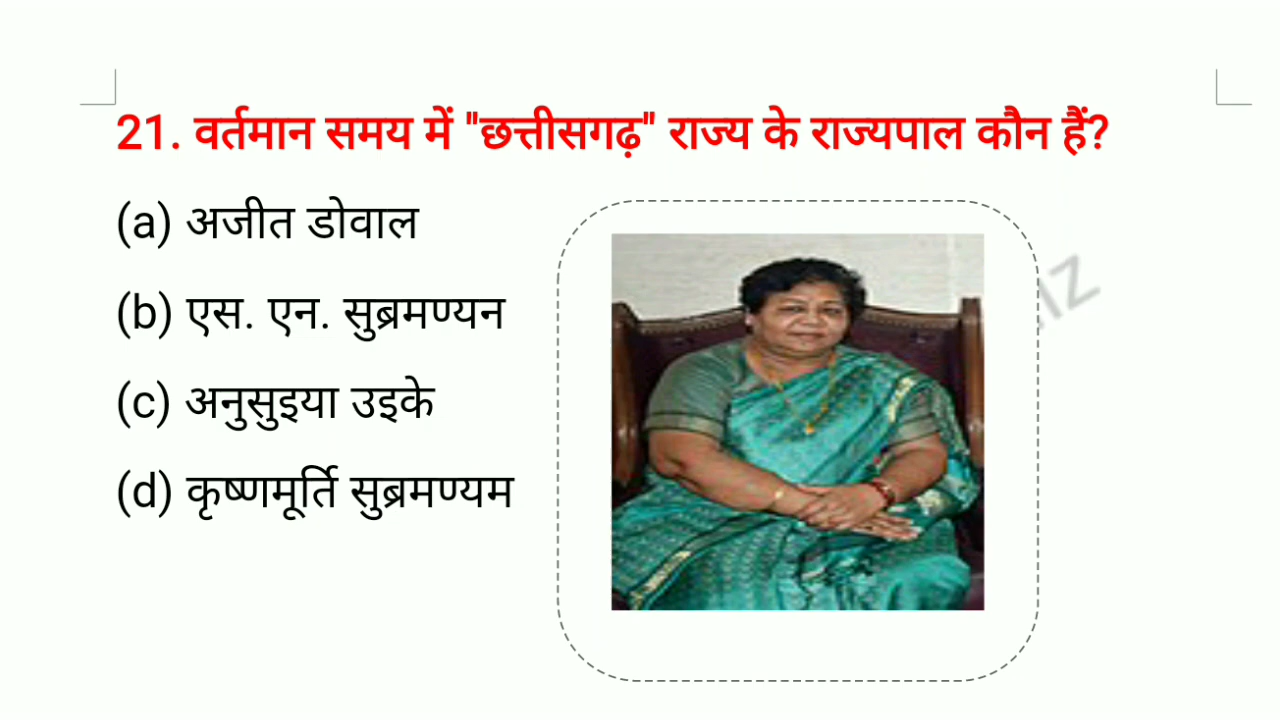 21. वर्तमान समय में "छत्तीसगढ़" राज्य के राज्यपाल कौन हैं?
(a) अजीत डोवाल
(b) एस. एन. सुब्रमण्यन
(c) अनुसुइया उइके
(d) कृष्णमूर्ति सुब्रमण्यम